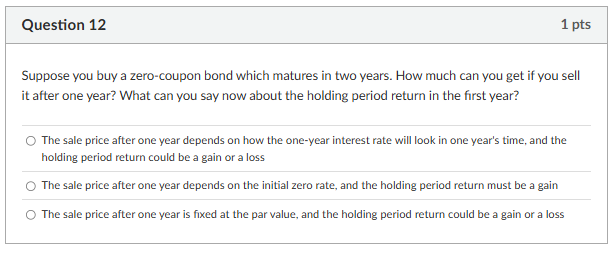 Question 12
1 pts
Suppose you buy a zero-coupon bond which matures in two years. How much can you get if you sell
it after one year? What can you say now about the holding period return in the first year?
The sale price after one year depends on how the one-year interest rate will look in one year's time, and the
holding period return could be a gain or a loss
The sale price after one year depends on the initial zero rate, and the holding period return must be a gain
The sale price after one year is fixed at the par value, and the holding period return could be a gain or a loss